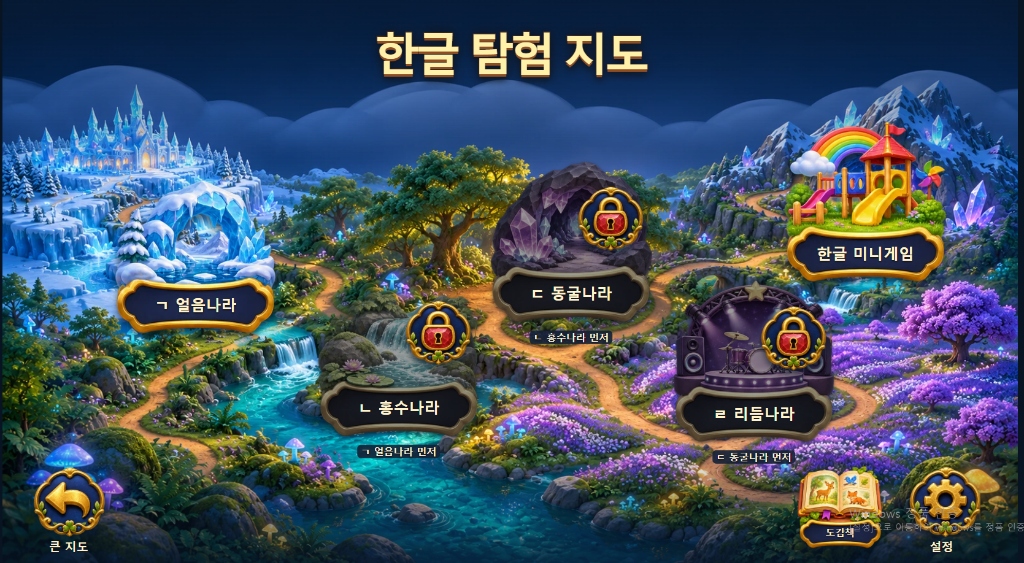 한글 탐험 지도
한글 미니게임
ㄱ 얼음나라
ㄷ 동굴나라
ㄴ 홍수나라 먼저
ㄴ 홍수나라
ㄹ 리듬나라
ㄱ 얼음나라 먼저
ㄷ 동굴나라 먼저
도감책
큰 지도
설정